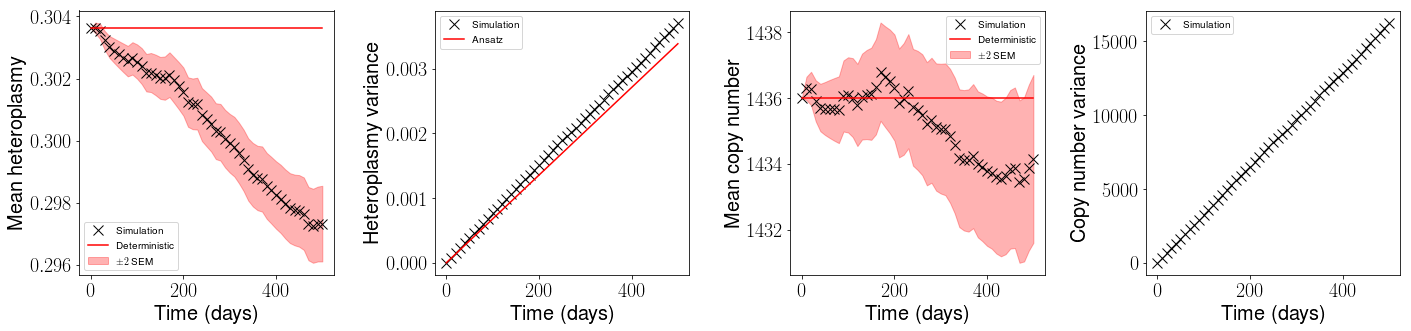 Mean heteroplasmy
0.304
0.302
0.300
0.298
0.296
Simulation
Deterministic
±2 SEM
0
200
400
Time (days)
Heteroplasmy variance
0.003
0.002
0.001
0.000
Simulation
Ansatz
0
200
400
Time (days)
Mean copy number
1438
1436
1434
1432
Simulation
Deterministic
±2 SEM
0
200
400
Time (days)
Copy number variance
15000
10000
5000
0
Simulation
0
200
400
Time (days)